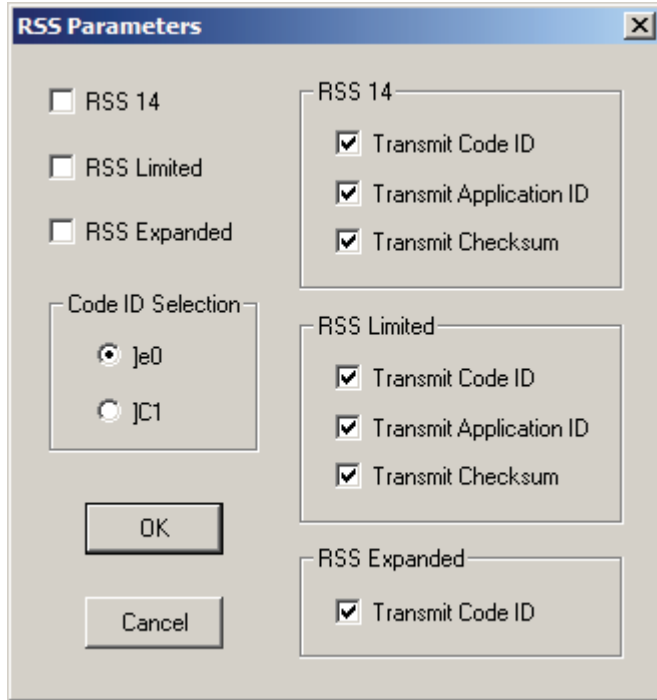 RSS Parameters
RSS 14
RSS Limited
RSS Expanded
Code ID Selection
]e0
]C1
OK
Cancel
RSS 14
Transmit Code ID
Transmit Application ID
Transmit Checksum
RSS Limited
Transmit Code ID
Transmit Application ID
Transmit Checksum
RSS Expanded
Transmit Code ID